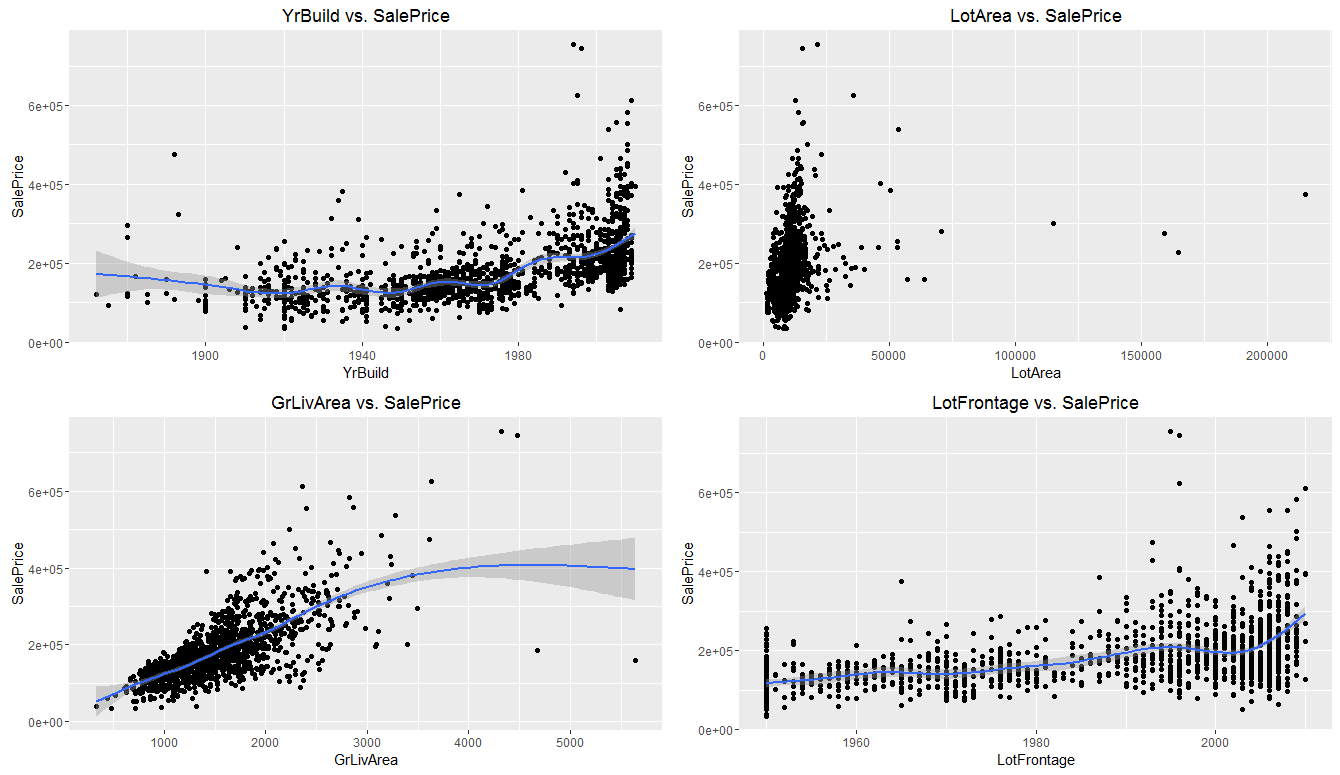 YrBuild vs. SalePrice
SalePrice
6e+05
4e+05
2e+05
0e+00
1900 1940 1980
YrBuild
LotArea vs. SalePrice
SalePrice
6e+05
4e+05
2e+05
0e+00
0 50000 100000 150000 200000
LotArea
GrLivArea vs. SalePrice
SalePrice
6e+05
4e+05
2e+05
0e+00
1000 2000 3000 4000 5000
GrLivArea
LotFrontage vs. SalePrice
SalePrice
6e+05
4e+05
2e+05
0e+00
1960 1980 2000
LotFrontage